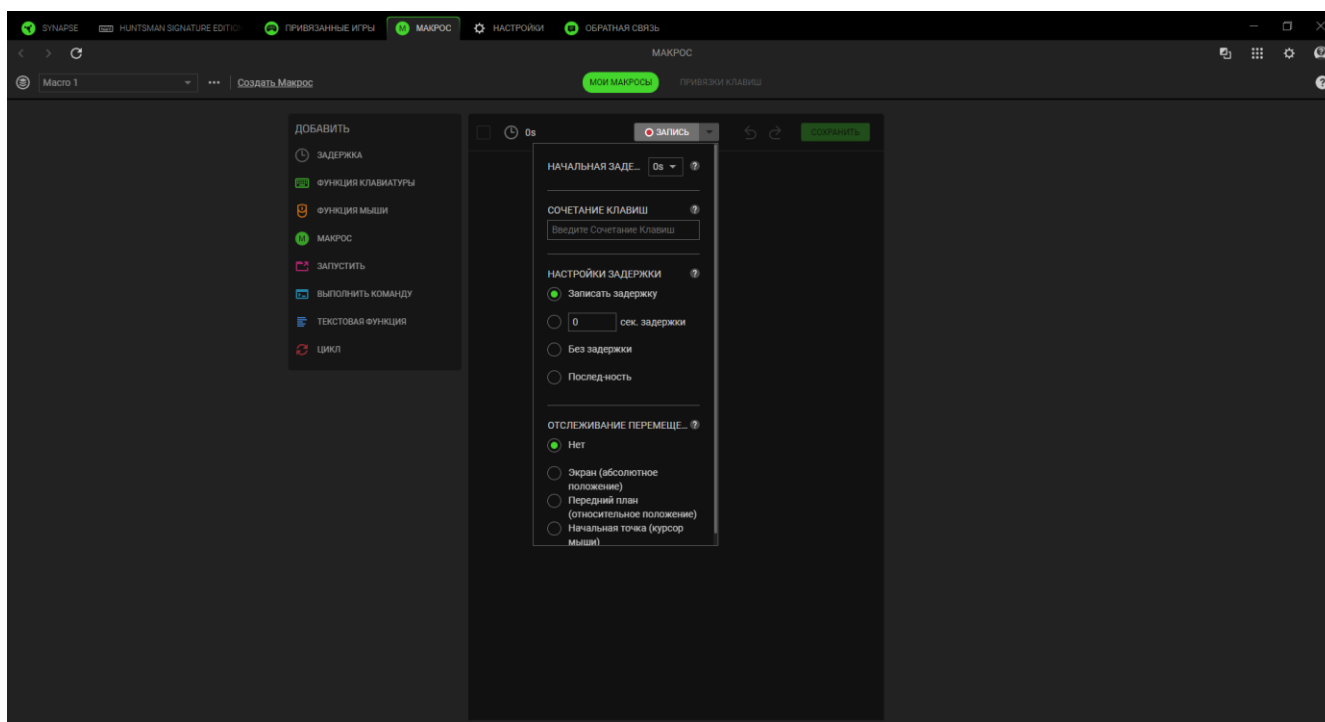 SYNAPSE HUNTSMAN SIGNATURE EDITIO ПРИВЯЗАННЫЕ ИГРЫ M МАКРОС НАСТРОЙКИ ОБРАТНАЯ СВЯЗЬ
МАКРОС
Macro 1 Создать Макрос МОИ МАКРОСЫ ПРИВЯЗКИ КЛАВИШ ?
ДОБАВИТЬ
ЗАДЕРЖКА
ФУНКЦИЯ КЛАВИАТУРЫ
ФУНКЦИЯ МЫШИ
M МАКРОС
ЗАПУСТИТЬ
ВЫПОЛНИТЬ КОМАНДУ
ТЕКСТОВАЯ ФУНКЦИЯ
ЦИКЛ
0s ЗАПИСЬ СОХРАНИТЬ
НАЧАЛЬНАЯ ЗАДЕ... 0s ?
СОЧЕТАНИЕ КЛАВИШ ?
Введите Сочетание Клавиш
НАСТРОЙКИ ЗАДЕРЖКИ ?
Записать задержку
0 сек. задержки
Без задержки
Послед-ность
ОТСЛЕЖИВАНИЕ ПЕРЕМЕЩЕ... ?
Нет
Экран (абсолютное
положение)
Передний план
(относительное положение)
Начальная точка (курсор
мыши)